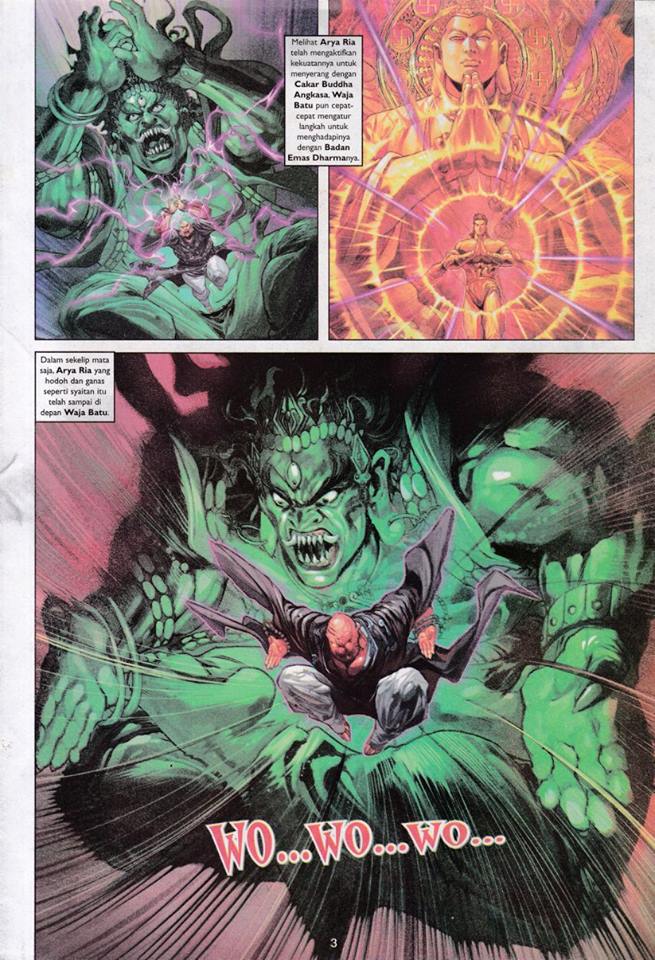 Melihat Arya Ria
telah mengaktifkan
kekuatannya untuk
menyerang dengan
Cakar Buddha
Angkasa, Waja
Batu pun cepat-
cepat mengatur
langkah untuk
menghadapinya
dengan Badan
Emas Dharmanya.
Dalam sekelip mata
saja, Arya Ria yang
hodoh dan ganas
seperti syaitan itu
telah sampai di
depan Waja Batu.
WO...WO...WO...
3